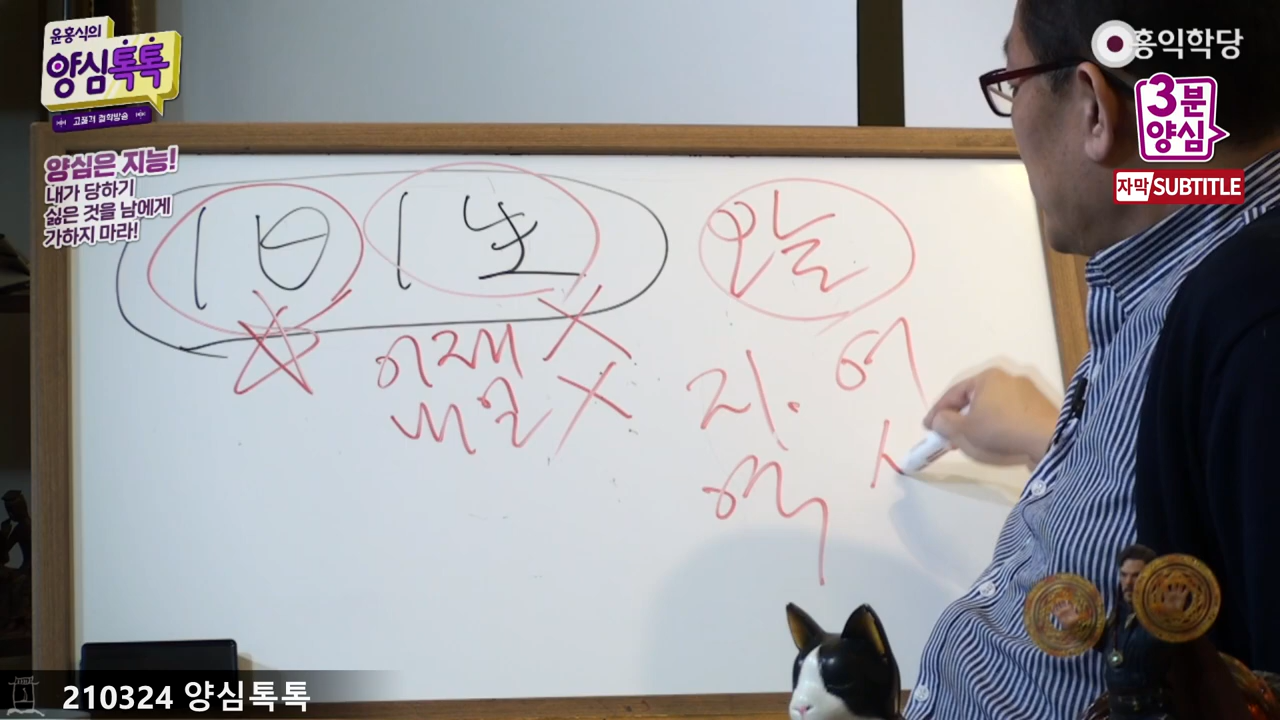 윤홍식의
양심톡톡
고품격 철학방송
홍익학당
3분
양심
자막 SUBTITLE
양심은 지능!
내가 당하기
싫은 것을 남에게
가하지 마라!
1日 1生 오늘
어제
내일
지.
역
210324 양심톡톡